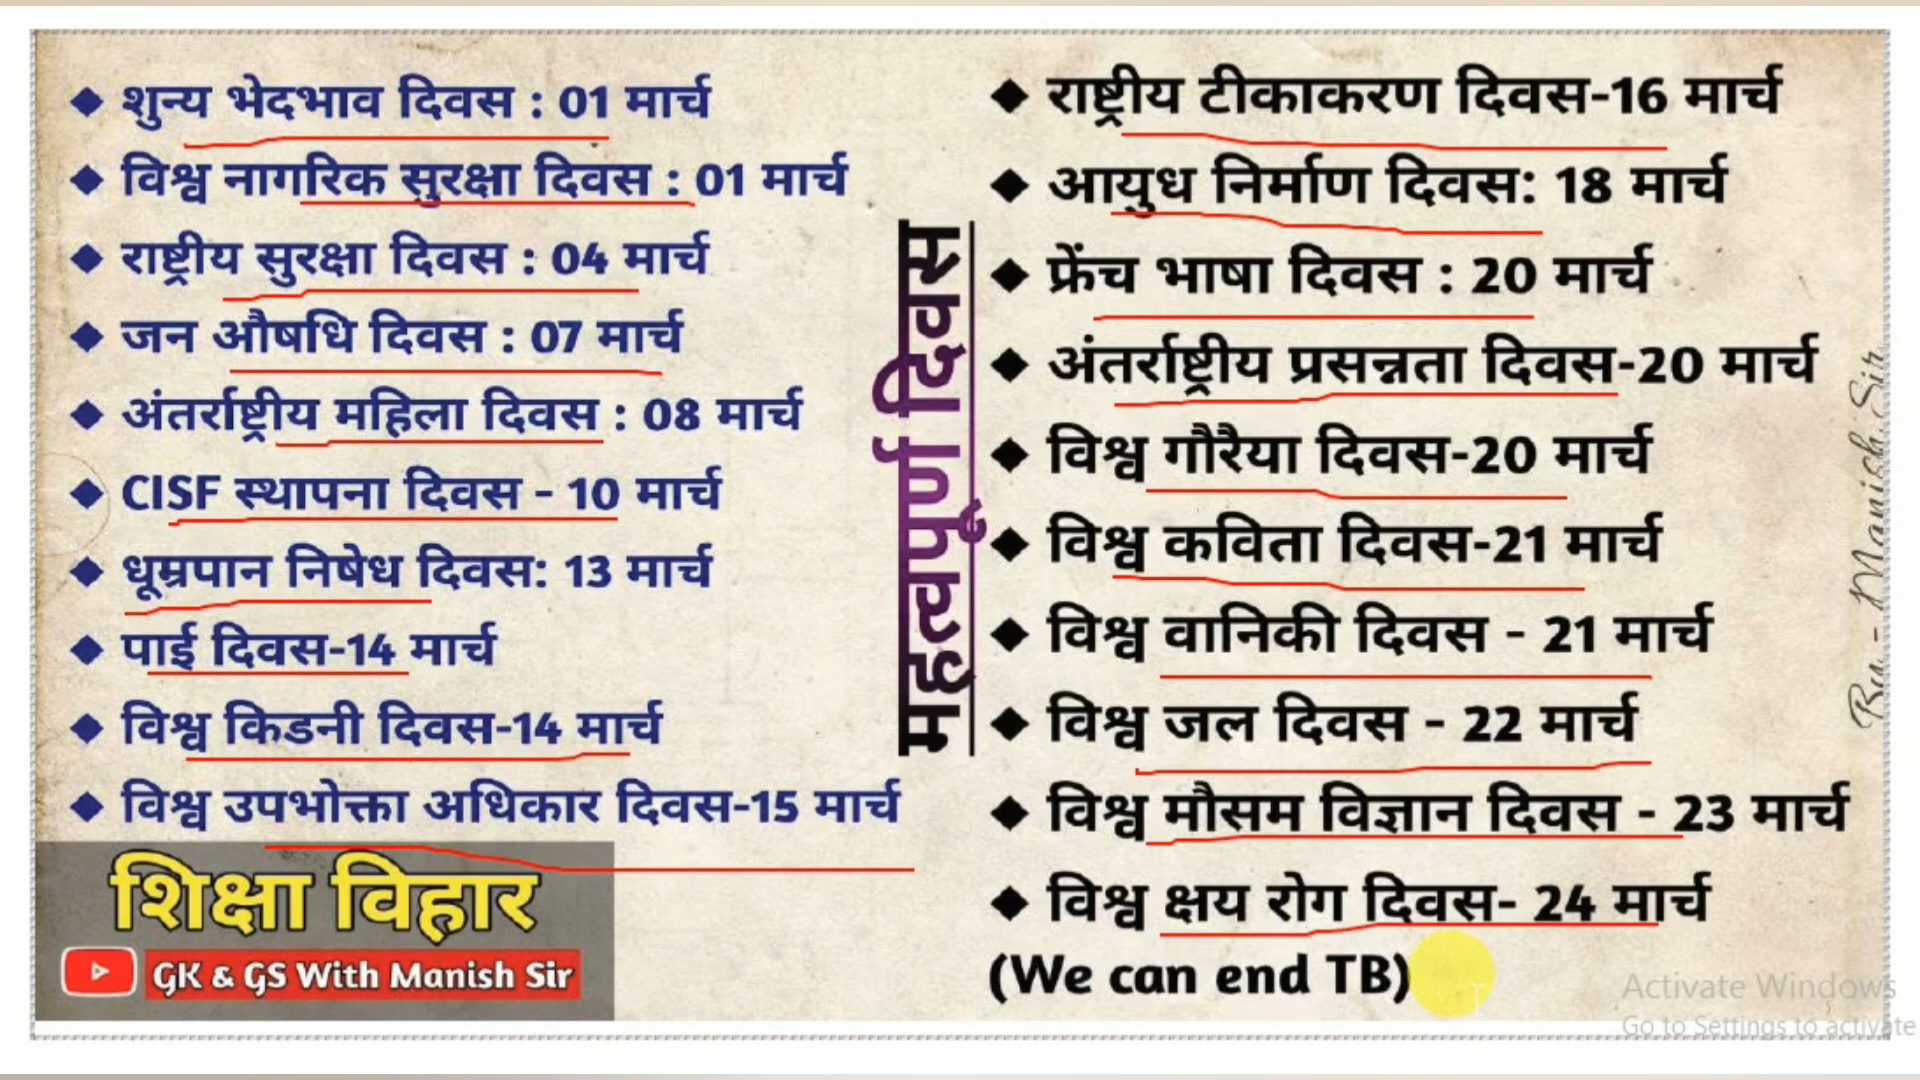 ◆ शुन्य भेदभाव दिवस : 01 मार्च
◆ विश्व नागरिक सुरक्षा दिवस : 01 मार्च
◆ राष्ट्रीय सुरक्षा दिवस : 04 मार्च
◆ जन औषधि दिवस : 07 मार्च
◆ अंतर्राष्ट्रीय महिला दिवस : 08 मार्च
◆ CISF स्थापना दिवस - 10 मार्च
◆ धूम्रपान निषेध दिवस: 13 मार्च
◆ पाई दिवस-14 मार्च
◆ विश्व किडनी दिवस-14 मार्च
◆ विश्व उपभोक्ता अधिकार दिवस-15 मार्च
शिक्षा विहार
GK & GS With Manish Sir
महत्त्वपूर्ण दिवस
◆ राष्ट्रीय टीकाकरण दिवस-16 मार्च
◆ आयुध निर्माण दिवस: 18 मार्च
◆ फ्रेंच भाषा दिवस : 20 मार्च
◆ अंतर्राष्ट्रीय प्रसन्नता दिवस-20 मार्च
◆ विश्व गौरैया दिवस-20 मार्च
◆ विश्व कविता दिवस-21 मार्च
◆ विश्व वानिकी दिवस - 21 मार्च
◆ विश्व जल दिवस - 22 मार्च
◆ विश्व मौसम विज्ञान दिवस - 23 मार्च
◆ विश्व क्षय रोग दिवस- 24 मार्च
(We can end TB)
By - Manish Sir
Activate Windows
Go to Settings to activate